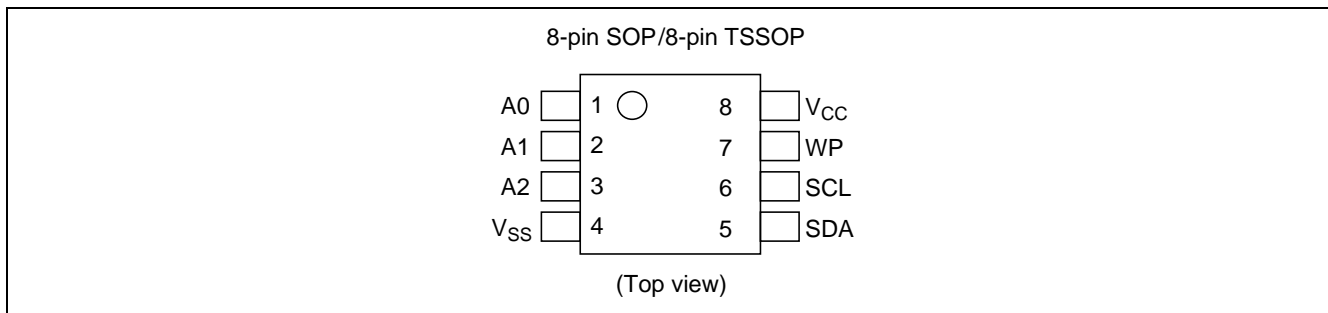 8-pin SOP/8-pin TSSOP
A0 1 8 VCC
A1 2 7 WP
A2 3 6 SCL
VSS 4 5 SDA
(Top view)